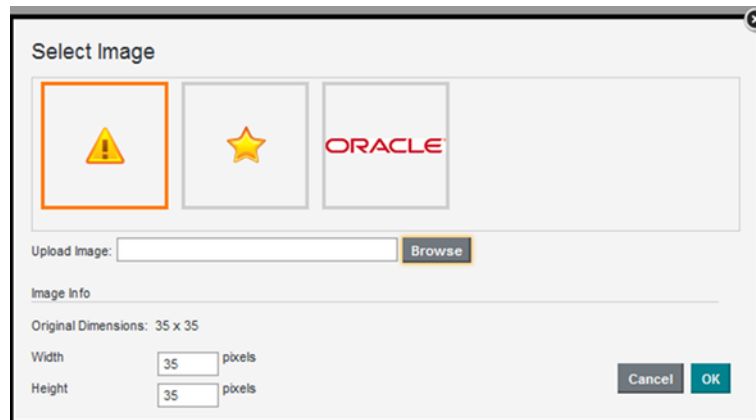 Select Image
ORACLE
Upload Image:
Browse
Image Info
Original Dimensions: 35 x 35
Width 35 pixels
Height 35 pixels
Cancel OK